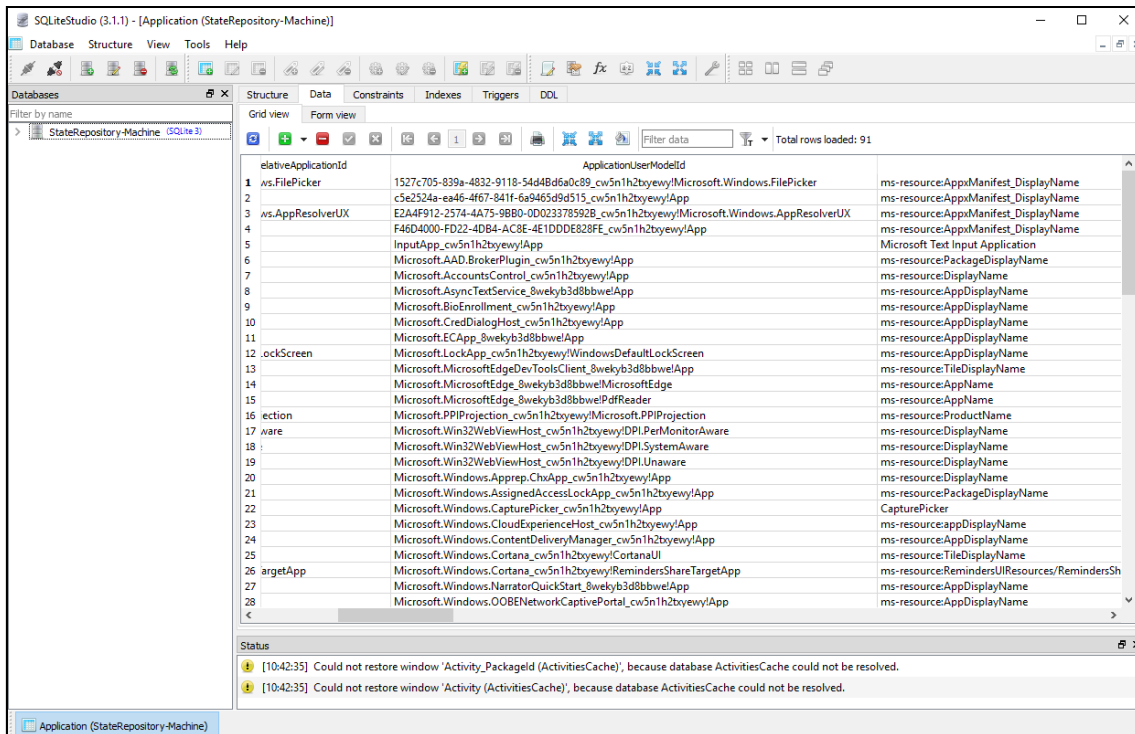 SQLiteStudio (3.1.1) - [Application (StateRepository-Machine)]
Database Structure View Tools Help
Databases
Filter by name
StateRepository-Machine (SQLite 3)
Structure Data Constraints Indexes Triggers DDL
Grid view Form view
1 Filter data Total rows loaded: 91
elativeApplicationId ApplicationUserModelId
1 ws.FilePicker 1527c705-839a-4832-9118-54d4Bd6a0c89_cw5n1h2txyewy!Microsoft.Windows.FilePicker ms-resource:AppxManifest_DisplayName
2 c5e2524a-ea46-4f67-841f-6a9465d9d515_cw5n1h2txyewy!App ms-resource:AppxManifest_DisplayName
3 ws.AppResolverUX E2A4F912-2574-4A75-9BB0-0D023378592B_cw5n1h2txyewy!Microsoft.Windows.AppResolverUX ms-resource:AppxManifest_DisplayName
4 F46D4000-FD22-4DB4-AC8E-4E1DDDE828FE_cw5n1h2txyewy!App ms-resource:AppxManifest_DisplayName
5 InputApp_cw5n1h2txyewy!App Microsoft Text Input Application
6 Microsoft.AAD.BrokerPlugin_cw5n1h2txyewy!App ms-resource:PackageDisplayName
7 Microsoft.AccountsControl_cw5n1h2txyewy!App ms-resource:DisplayName
8 Microsoft.AsyncTextService_8wekyb3d8bbwe!App ms-resource:AppDisplayName
9 Microsoft.BioEnrollment_cw5n1h2txyewy!App ms-resource:AppDisplayName
10 Microsoft.CredDialogHost_cw5n1h2txyewy!App ms-resource:AppDisplayName
11 Microsoft.ECApp_8wekyb3d8bbwe!App ms-resource:AppDisplayName
12 .ockScreen Microsoft.LockApp_cw5n1h2txyewy!WindowsDefaultLockScreen ms-resource:AppDisplayName
13 Microsoft.MicrosoftEdgeDevToolsClient_8wekyb3d8bbwe!App ms-resource:TileDisplayName
14 Microsoft.MicrosoftEdge_8wekyb3d8bbwe!MicrosoftEdge ms-resource:AppName
15 Microsoft.MicrosoftEdge_8wekyb3d8bbwe!PdfReader ms-resource:AppName
16 ection Microsoft.PPIProjection_cw5n1h2txyewy!Microsoft.PPIProjection ms-resource:ProductName
17 ware Microsoft.Win32WebViewHost_cw5n1h2txyewy!DPI.PerMonitorAware ms-resource:DisplayName
18 Microsoft.Win32WebViewHost_cw5n1h2txyewy!DPI.SystemAware ms-resource:DisplayName
19 Microsoft.Win32WebViewHost_cw5n1h2txyewy!DPI.Unaware ms-resource:DisplayName
20 Microsoft.Windows.Apprep.ChxApp_cw5n1h2txyewy!App ms-resource:DisplayName
21 Microsoft.Windows.AssignedAccessLockApp_cw5n1h2txyewy!App ms-resource:PackageDisplayName
22 Microsoft.Windows.CapturePicker_cw5n1h2txyewy!App CapturePicker
23 Microsoft.Windows.CloudExperienceHost_cw5n1h2txyewy!App ms-resource:appDisplayName
24 Microsoft.Windows.ContentDeliveryManager_cw5n1h2txyewy!App ms-resource:AppDisplayName
25 Microsoft.Windows.Cortana_cw5n1h2txyewy!CortanaUI ms-resource:TileDisplayName
26 argetApp Microsoft.Windows.Cortana_cw5n1h2txyewy!RemindersShareTargetApp ms-resource:RemindersUIResources/RemindersSh
27 Microsoft.Windows.NarratorQuickStart_8wekyb3d8bbwe!App ms-resource:AppDisplayName
28 Microsoft.Windows.OOBENetworkCaptivePortal_cw5n1h2txyewy!App ms-resource:AppDisplayName
Status
[10:42:35] Could not restore window 'Activity_PackageId (ActivitiesCache)', because database ActivitiesCache could not be resolved.
[10:42:35] Could not restore window 'Activity (ActivitiesCache)', because database ActivitiesCache could not be resolved.
Application (StateRepository-Machine)